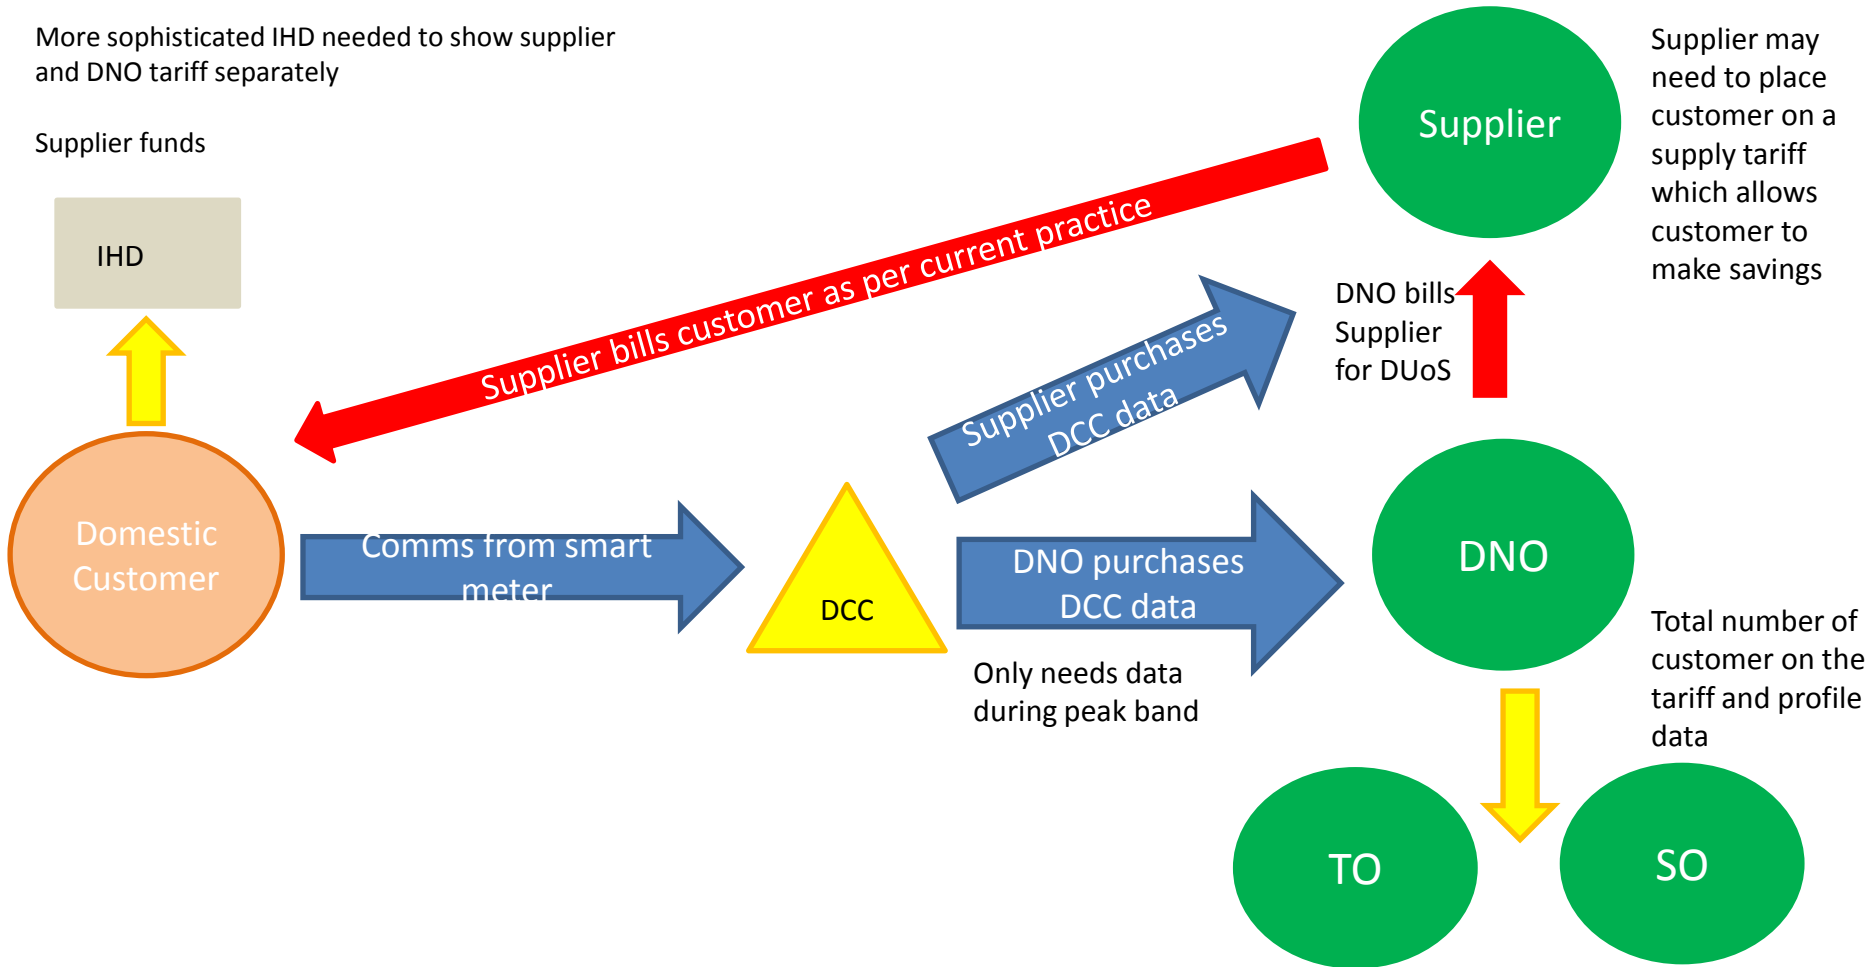 More sophisticated IHD needed to show supplier
and DNO tariff separately
Supplier funds
IHD
Domestic
Customer
Supplier bills customer as per current practice
Comms from smart
meter
DCC
Supplier purchases
DCC data
DNO purchases
DCC data
Only needs data
during peak band
Supplier
DNO bills
Supplier
for DUoS
DNO
TO
SO
Supplier may
need to place
customer on a
supply tariff
which allows
customer to
make savings
Total number of
customer on the
tariff and profile
data